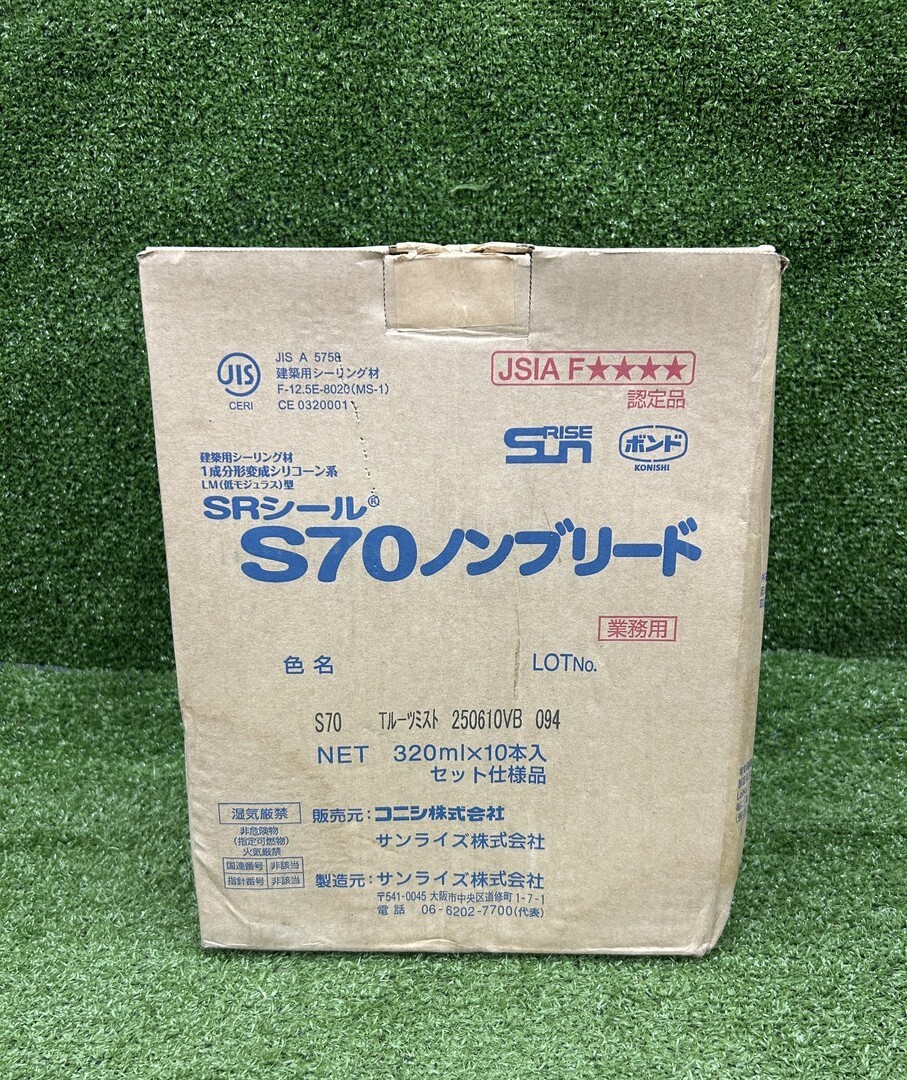 JIS
CERI
JIS A 5758
建築用シーリング材
F-12.5E-8020(MS-1)
CE 0320001
JSIA F★★★★
認定品
SunRISE
ボンド
KONISHI
建築用シーリング材
1成分形変成シリコーン系
LM(低モジュラス)型
SRシール®
S70ノンブリード
業務用
色名 LOTNo.
S70 Tルーツミスト 250610VB 094
NET 320ml×10本入
セット仕様品
湿気厳禁
非危険物
(指定可燃物)
火気厳禁
国連番号 非該当
指針番号 非該当
販売元:コニシ株式会社
サンライズ株式会社
製造元:サンライズ株式会社
〒541-0045 大阪市中央区道修町1-7-1
電話 06-6202-7700(代表)